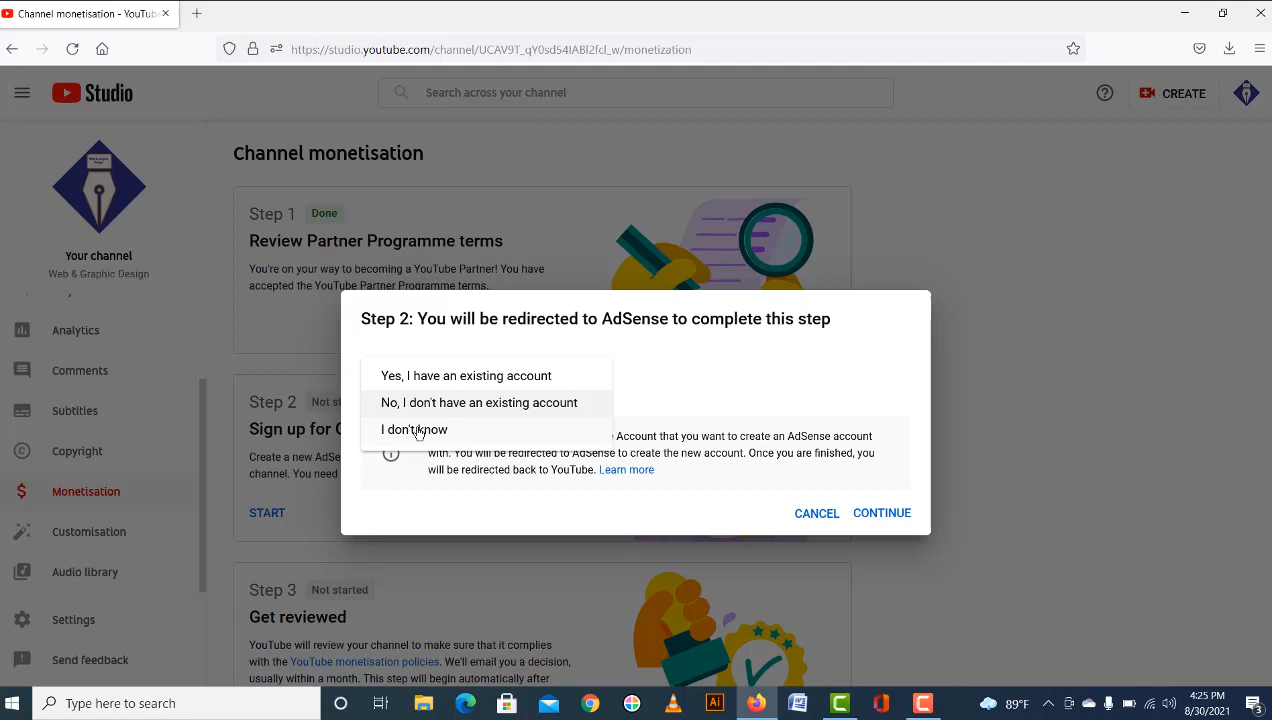 Channel monetisation - YouTube
https://studio.youtube.com/channel/UCAV9T_qY0sd54IABl2fcl_w/monetization
Studio
Search across your channel
CREATE
Your channel
Web & Graphic Design
Analytics
Comments
Subtitles
Copyright
Monetisation
Customisation
Audio library
Settings
Send feedback
Channel monetisation
Step 1 Done
Review Partner Programme terms
You're on your way to becoming a YouTube Partner! You have
accepted the YouTube Partner Programme terms.
Step 2 Not s
Sign up for G
Create a new AdSe
channel. You need
START
Step 2: You will be redirected to AdSense to complete this step
Yes, I have an existing account
No, I don't have an existing account
I don't know
Account that you want to create an AdSense account
with. You will be redirected to AdSense to create the new account. Once you are finished, you
will be redirected back to YouTube. Learn more
CANCEL CONTINUE
Step 3 Not started
Get reviewed
YouTube will review your channel to make sure that it complies
with the YouTube monetisation policies. We'll email you a decision,
usually within a month. This step will begin automatically after
Type here to search
Ai
89°F
4:25 PM
8/30/2021
3